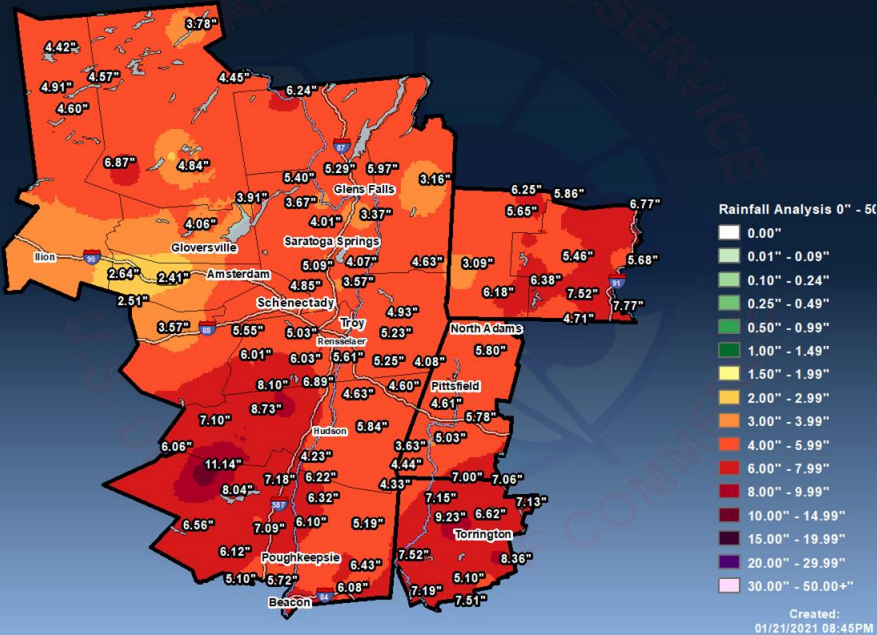 3.78"
4.42"
4.57"
4.45"
4.91"
6.24"
4.60"
6.87"
4.84"
5.29"
5.97"
5.40"
3.16"
Glens Falls
6.25"
5.86"
3.91"
3.67"
6.77"
5.65"
4.06"
4.01"
3.37"
Gloversville
Saratoga Springs
Ilion
90
5.09"
4.07"
4.63"
3.09"
5.46"
5.68"
2.64"
2.41"
Amsterdam
3.57"
6.38"
91
4.85"
6.18"
7.52"
2.51"
Schenectady
7.77"
4.93"
4.71"
3.57"
88
5.55"
5.03"
Troy
5.23"
North Adams
Rensselaer
6.01"
6.03"
5.61"
5.25"
4.08"
5.80"
8.10"
6.89"
4.63"
4.60"
Pittsfield
8.73"
4.61"
7.10"
5.84"
5.78"
Hudson
5.03"
6.06"
3.63"
4.23"
11.14"
4.44"
7.18"
6.22"
4.33"
7.00"
7.06"
8.04"
6.32"
7.15"
7.13"
587
6.56"
7.09"
6.10"
5.19"
9.23"
6.62"
Torrington
6.12"
Poughkeepsie
7.52"
8.36"
6.43"
5.10"
5.72"
5.10"
6.08"
7.19"
Beacon
84
7.51"
87
Rainfall Analysis 0" - 50
0.00"
0.01" - 0.09"
0.10" - 0.24"
0.25" - 0.49"
0.50" - 0.99"
1.00" - 1.49"
1.50" - 1.99"
2.00" - 2.99"
3.00" - 3.99"
4.00" - 5.99"
6.00" - 7.99"
8.00" - 9.99"
10.00" - 14.99"
15.00" - 19.99"
20.00" - 29.99"
30.00" - 50.00+"
Created:
01/21/2021 08:45PM
SERVICE